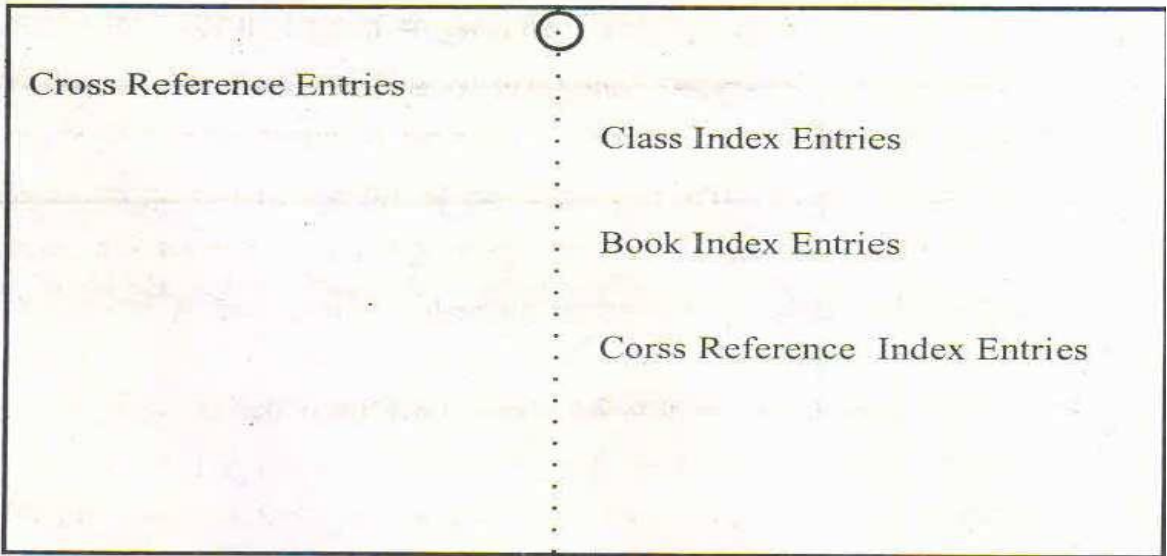 Cross Reference Entries
Class Index Entries
Book Index Entries
Corss Reference Index Entries